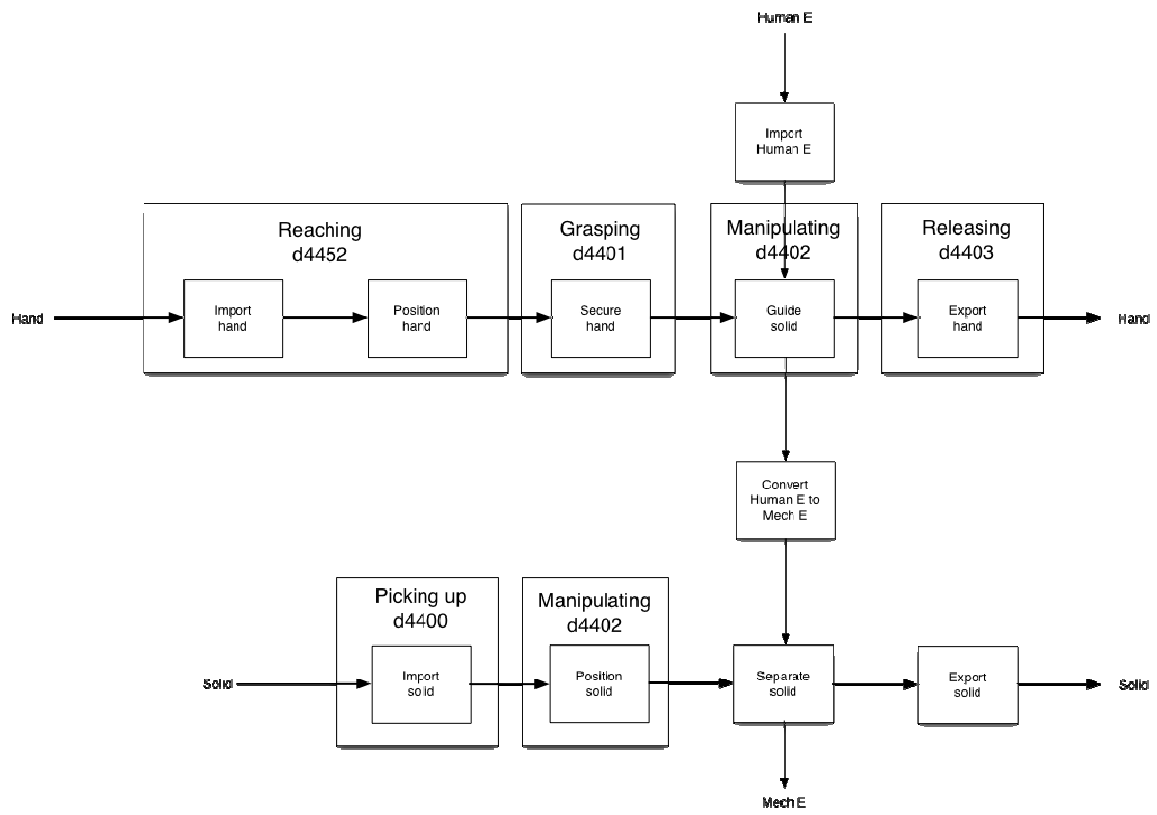 Human E
Import
Human E
Reaching
d4452
Grasping
d4401
Manipulating
d4402
Releasing
d4403
Hand
Import
hand
Position
hand
Secure
hand
Guide
solid
Export
hand
Hand
Convert
Human E to
Mech E
Picking up
d4400
Manipulating
d4402
Solid
Import
solid
Position
solid
Separate
solid
Export
solid
Solid
Mech E